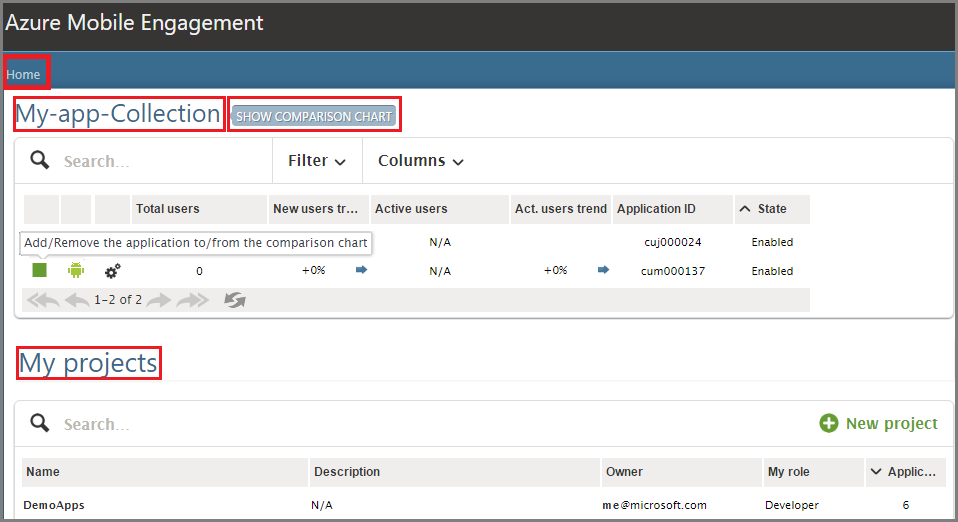 Azure Mobile Engagement
Home
My-app-Collection SHOW COMPARISON CHART
Search... Filter Columns
Total users New users tr... Active users Act. users trend Application ID State
Add/Remove the application to/from the comparison chart N/A cuj000024 Enabled
0 +0% N/A +0% cum000137 Enabled
1-2 of 2
My projects
Search... New project
Name Description Owner My role Applic...
DemoApps N/A me@microsoft.com Developer 6